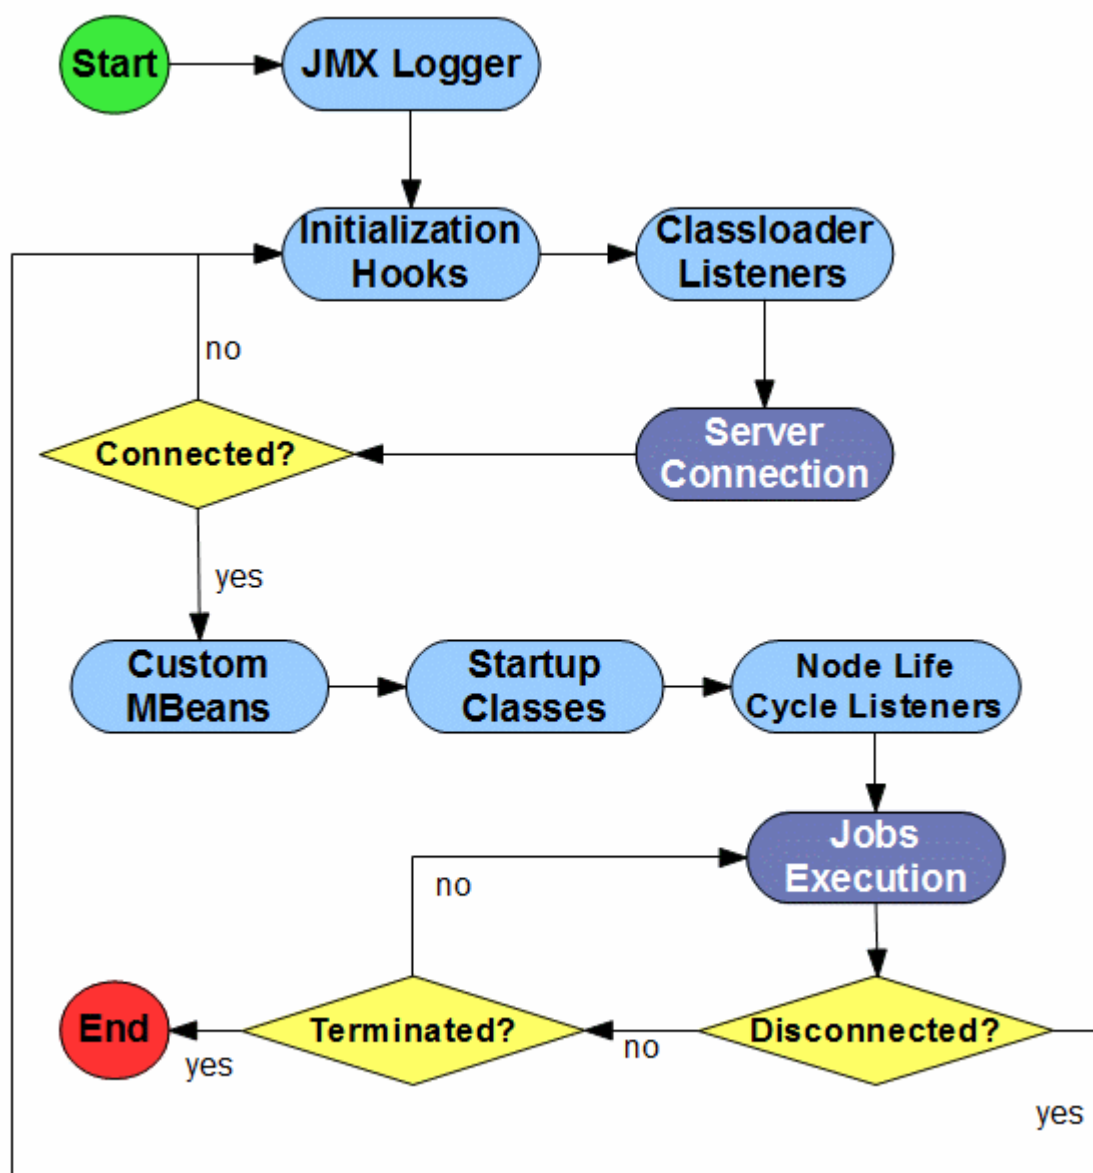 Start
JMX Logger
Initialization
Hooks
Classloader
Listeners
no
Connected?
Server
Connection
yes
Custom
MBeans
Startup
Classes
Node Life
Cycle Listeners
Jobs
Execution
no
End
yes
Terminated?
no
Disconnected?
yes